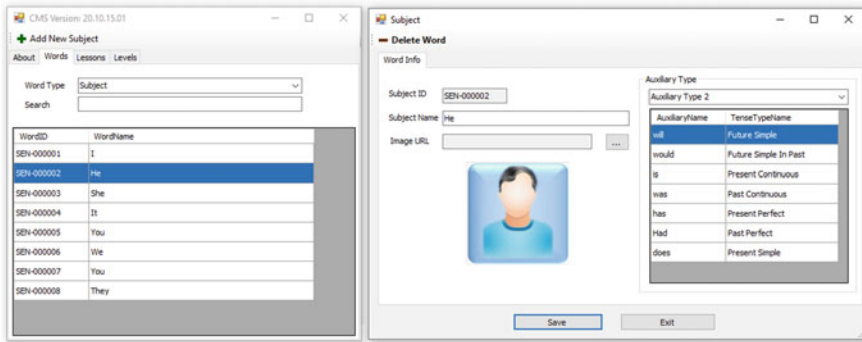 CMS Version: 20.10.15.01
Add New Subject
About Words Lessons Levels
Word Type Subject
Search
WordID WordName
SEN-000001 I
SEN-000002 He
SEN-000003 She
SEN-000004 It
SEN-000005 You
SEN-000006 We
SEN-000007 You
SEN-000008 They
Subject
Delete Word
Word Info
Subject ID SEN-000002
Subject Name He
Image URL ...
Auxiliary Type
Auxiliary Type 2
AuxiliaryName TenseTypeName
will Future Simple
would Future Simple In Past
is Present Continuous
was Past Continuous
has Present Perfect
Had Past Perfect
does Present Simple
Save Exit